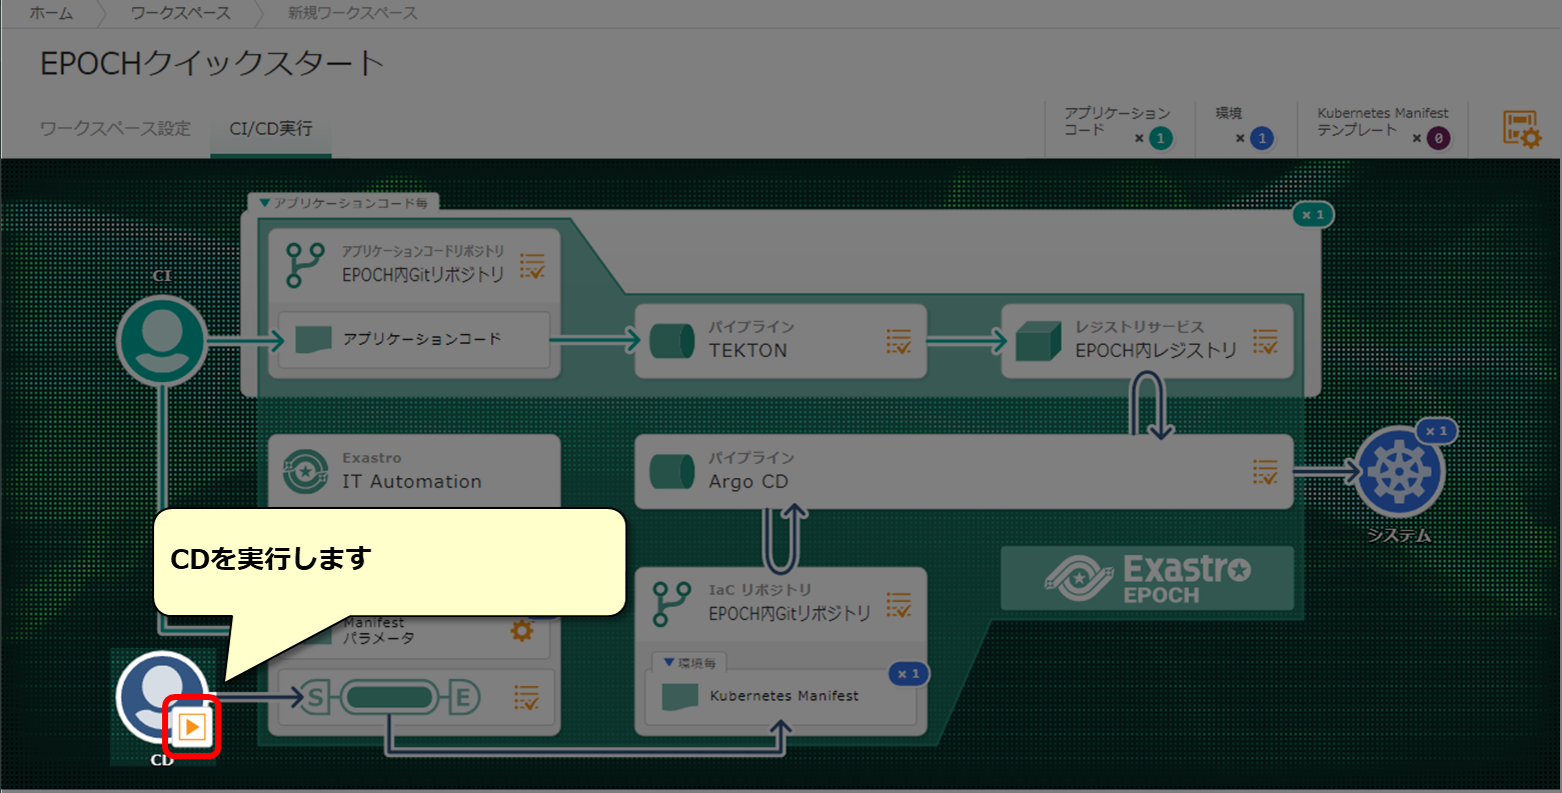 ホーム
ワークスペース
新規ワークスペース
EPOCHクイックスタート
ワークスペース設定
CI/CD実行
アプリケーション
コード
× 1
環境
× 1
Kubernetes Manifest
テンプレート
× 0
▼アプリケーションコード毎
× 1
アプリケーションコードリポジトリ
EPOCH内Gitリポジトリ
アプリケーションコード
CI
パイプライン
TEKTON
レジストリサービス
EPOCH内レジストリ
Exastro
IT Automation
パイプライン
Argo CD
× 1
システム
CDを実行します
Exastro
EPOCH
IaC リポジトリ
EPOCH内Gitリポジトリ
Manifest
パラメータ
▼環境毎
× 1
Kubernetes Manifest
S
E
CD